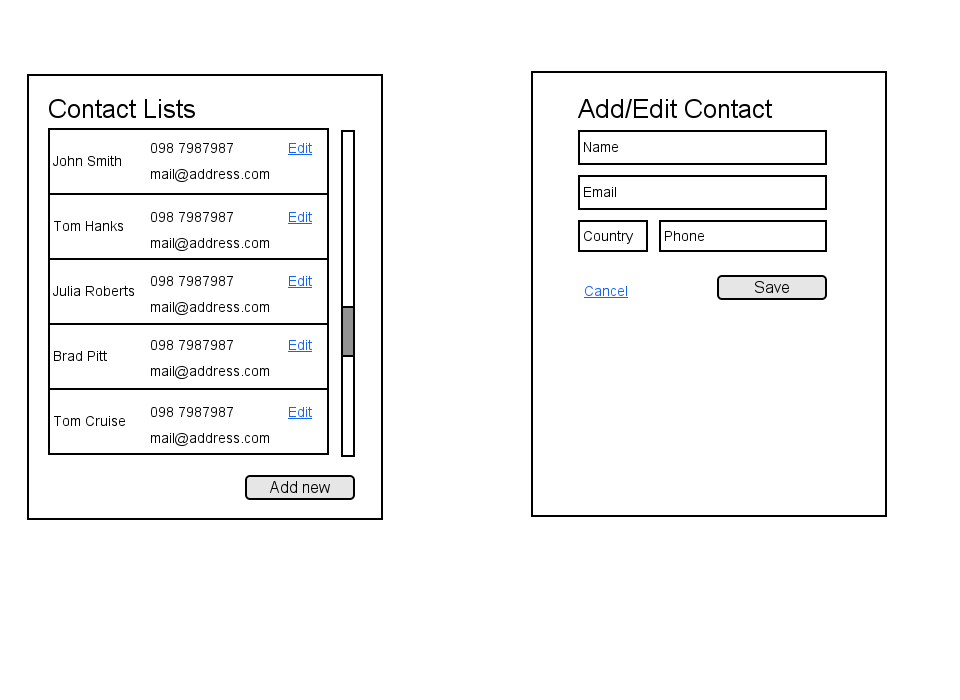 Contact Lists
John Smith
098 7987987
Edit
mail@address.com
Tom Hanks
098 7987987
Edit
mail@address.com
Julia Roberts
098 7987987
Edit
mail@address.com
Brad Pitt
098 7987987
Edit
mail@address.com
Tom Cruise
098 7987987
Edit
mail@address.com
Add new
Add/Edit Contact
Name
Email
Country
Phone
Cancel
Save